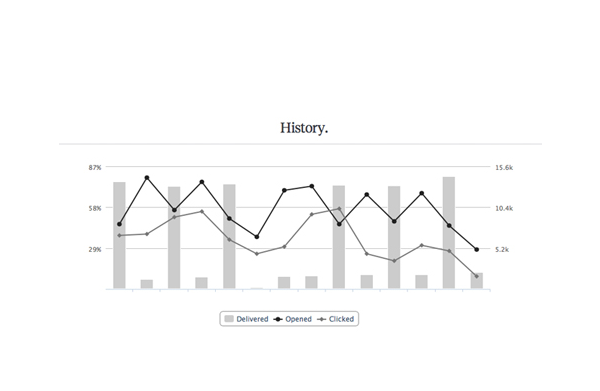 History.
87%
15.6k
58%
10.4k
29%
5.2k
Delivered Opened Clicked